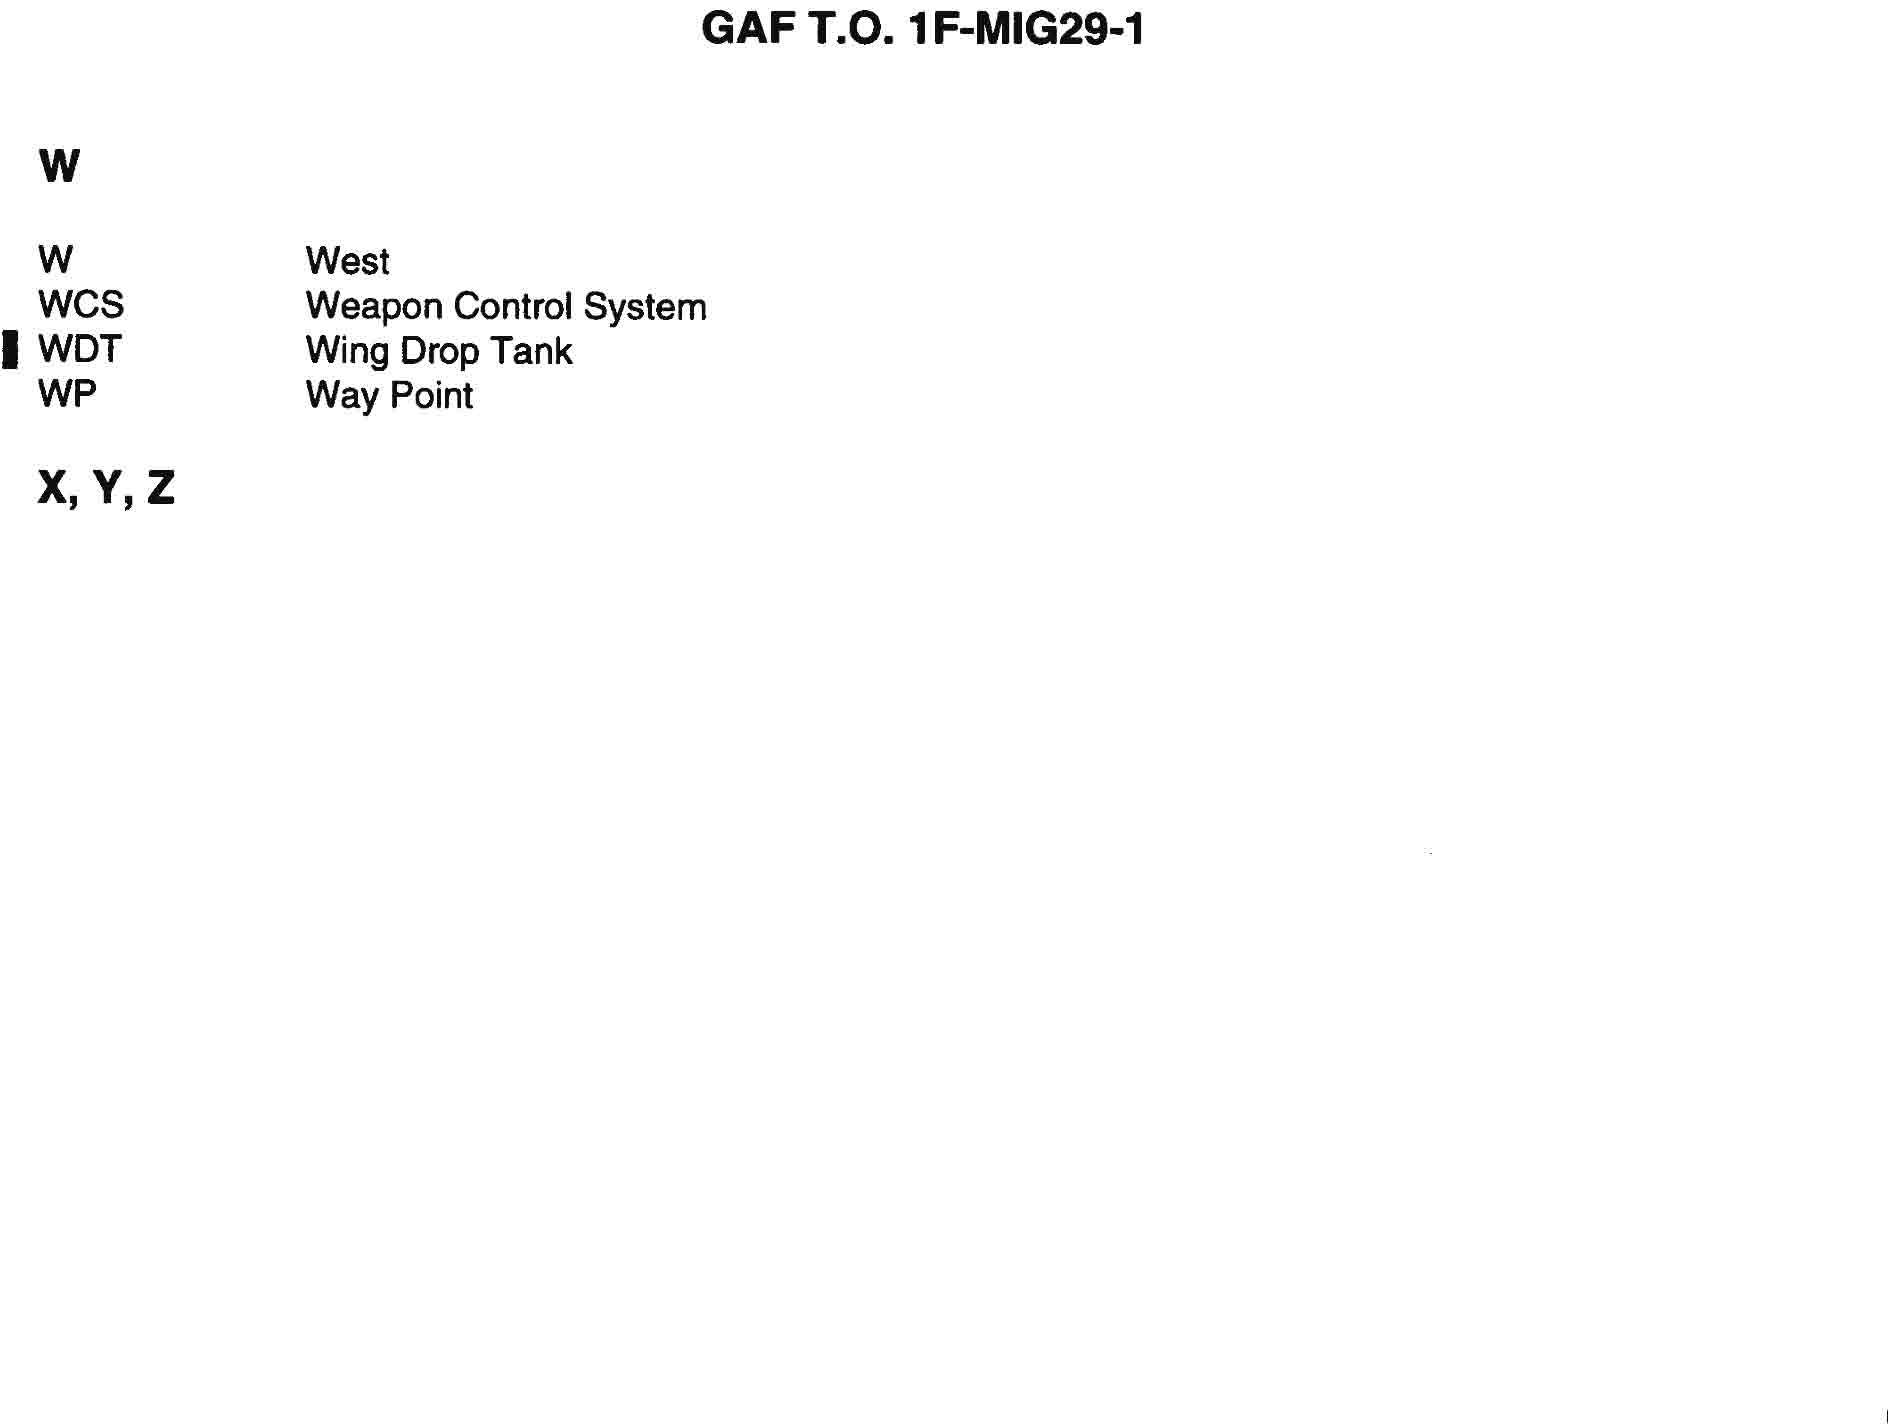 GAF T.O. 1F-MIG29-1
W
W West
WCS Weapon Control System
WDT Wing Drop Tank
WP Way Point
X, Y, Z